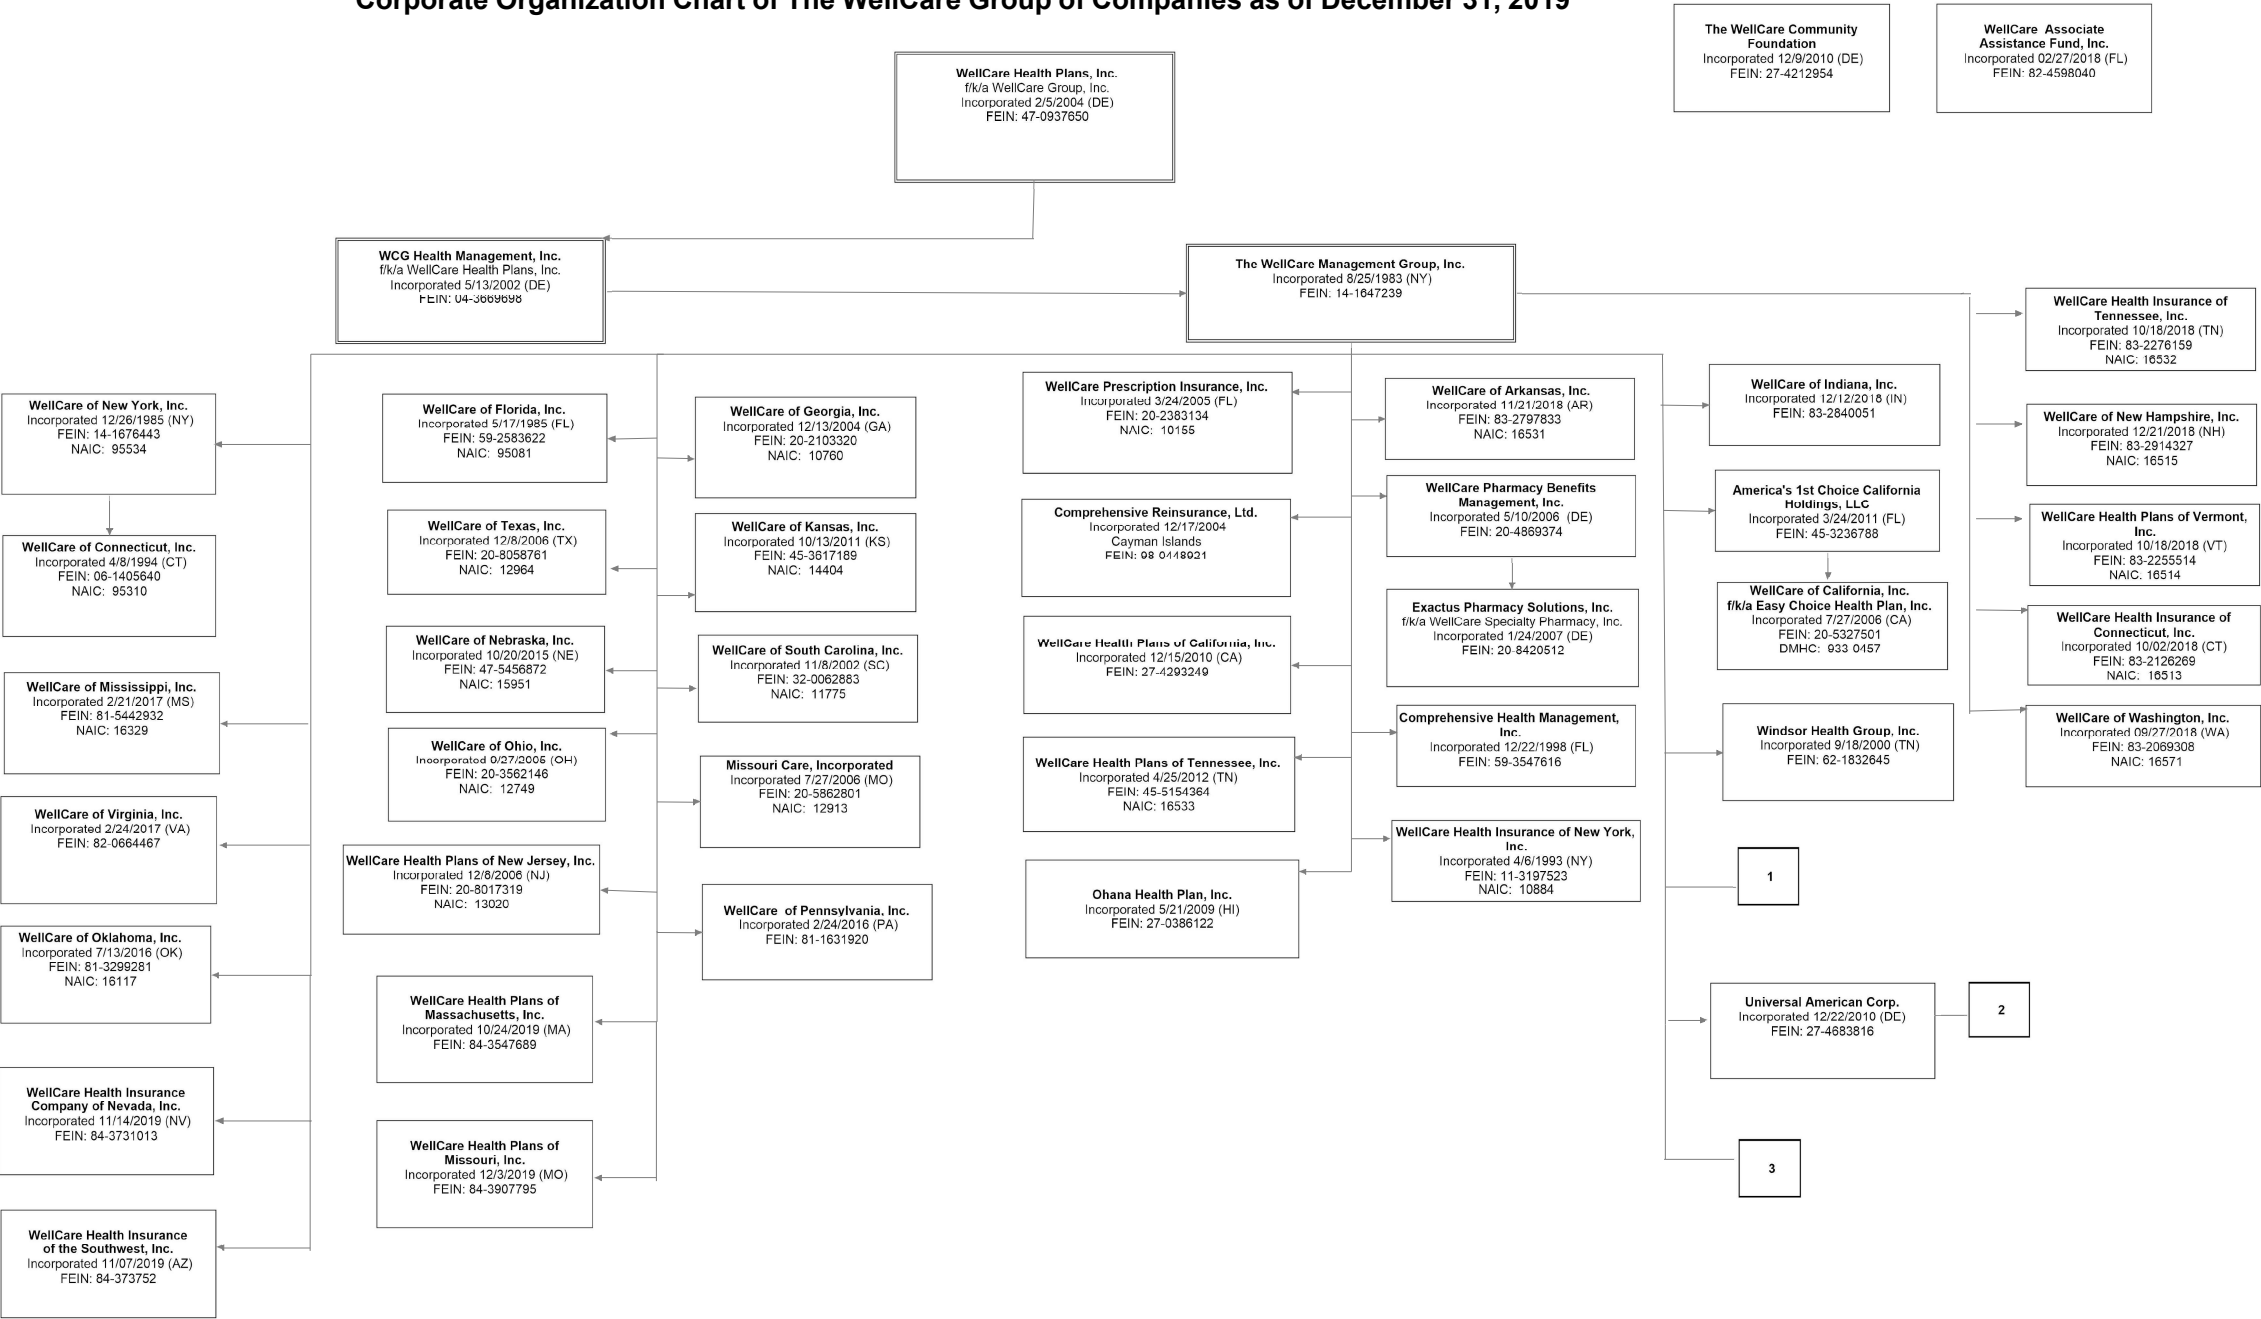 Corporate Organization Chart of The WellCare Group of Companies as of December 31, 2019
The WellCare Community
Foundation
Incorporated 12/9/2010 (DE)
FEIN: 27-4212954
WellCare Associate
Assistance Fund, Inc.
Incorporated 02/27/2018 (FL)
FEIN: 82-4598040
WellCare Health Plans, Inc.
f/k/a WellCare Group, Inc.
Incorporated 2/5/2004 (DE)
FEIN: 47-0937650
WCG Health Management, Inc.
f/k/a WellCare Health Plans, Inc.
Incorporated 5/13/2002 (DE)
FEIN: 04-3669698
The WellCare Management Group, Inc.
Incorporated 8/25/1983 (NY)
FEIN: 14-1647239
WellCare of New York, Inc.
Incorporated 12/26/1985 (NY)
FEIN: 14-1676443
NAIC: 95534
WellCare of Connecticut, Inc.
Incorporated 4/8/1994 (CT)
FEIN: 06-1405640
NAIC: 95310
WellCare of Mississippi, Inc.
Incorporated 2/21/2017 (MS)
FEIN: 81-5442932
NAIC: 16329
WellCare of Virginia, Inc.
Incorporated 2/24/2017 (VA)
FEIN: 82-0664467
WellCare of Oklahoma, Inc.
Incorporated 7/13/2016 (OK)
FEIN: 81-3299281
NAIC: 16117
WellCare Health Insurance
Company of Nevada, Inc.
Incorporated 11/14/2019 (NV)
FEIN: 84-3731013
WellCare Health Insurance
of the Southwest, Inc.
Incorporated 11/07/2019 (AZ)
FEIN: 84-373752
WellCare of Florida, Inc.
Incorporated 5/17/1985 (FL)
FEIN: 59-2583622
NAIC: 95081
WellCare of Texas, Inc.
Incorporated 12/8/2006 (TX)
FEIN: 20-8058761
NAIC: 12964
WellCare of Nebraska, Inc.
Incorporated 10/20/2015 (NE)
FEIN: 47-5456872
NAIC: 15951
WellCare of Ohio, Inc.
Incorporated 9/27/2005 (OH)
FEIN: 20-3562146
NAIC: 12749
WellCare Health Plans of New Jersey, Inc.
Incorporated 12/8/2006 (NJ)
FEIN: 20-8017319
NAIC: 13020
WellCare Health Plans of
Massachusetts, Inc.
Incorporated 10/24/2019 (MA)
FEIN: 84-3547689
WellCare Health Plans of
Missouri, Inc.
Incorporated 12/3/2019 (MO)
FEIN: 84-3907795
WellCare of Georgia, Inc.
Incorporated 12/13/2004 (GA)
FEIN: 20-2103320
NAIC: 10760
WellCare of Kansas, Inc.
Incorporated 10/13/2011 (KS)
FEIN: 45-3617189
NAIC: 14404
WellCare of South Carolina, Inc.
Incorporated 11/8/2002 (SC)
FEIN: 32-0062883
NAIC: 11775
Missouri Care, Incorporated
Incorporated 7/27/2006 (MO)
FEIN: 20-5862801
NAIC: 12913
WellCare of Pennsylvania, Inc.
Incorporated 2/24/2016 (PA)
FEIN: 81-1631920
WellCare Prescription Insurance, Inc.
Incorporated 3/24/2005 (FL)
FEIN: 20-2383134
NAIC: 10155
Comprehensive Reinsurance, Ltd.
Incorporated 12/17/2004
Cayman Islands
FEIN: 98-0448921
WellCare Health Plans of California, Inc.
Incorporated 12/15/2010 (CA)
FEIN: 27-4293249
WellCare Health Plans of Tennessee, Inc.
Incorporated 4/25/2012 (TN)
FEIN: 45-5154364
NAIC: 16533
Ohana Health Plan, Inc.
Incorporated 5/21/2009 (HI)
FEIN: 27-0386122
WellCare of Arkansas, Inc.
Incorporated 11/21/2018 (AR)
FEIN: 83-2797833
NAIC: 16531
WellCare Pharmacy Benefits
Management, Inc.
Incorporated 5/10/2006 (DE)
FEIN: 20-4869374
Exactus Pharmacy Solutions, Inc.
f/k/a WellCare Specialty Pharmacy, Inc.
Incorporated 1/24/2007 (DE)
FEIN: 20-8420512
Comprehensive Health Management,
Inc.
Incorporated 12/22/1998 (FL)
FEIN: 59-3547616
WellCare Health Insurance of New York,
Inc.
Incorporated 4/6/1993 (NY)
FEIN: 11-3197523
NAIC: 10884
WellCare of Indiana, Inc.
Incorporated 12/12/2018 (IN)
FEIN: 83-2840051
America's 1st Choice California
Holdings, LLC
Incorporated 3/24/2011 (FL)
FEIN: 45-3236788
WellCare of California, Inc.
f/k/a Easy Choice Health Plan, Inc.
Incorporated 7/27/2006 (CA)
FEIN: 20-5327501
DMHC: 933 0457
Windsor Health Group, Inc.
Incorporated 9/18/2000 (TN)
FEIN: 62-1832645
1
Universal American Corp.
Incorporated 12/22/2010 (DE)
FEIN: 27-4683816
2
3
WellCare Health Insurance of
Tennessee, Inc.
Incorporated 10/18/2018 (TN)
FEIN: 83-2276159
NAIC: 16532
WellCare of New Hampshire, Inc.
Incorporated 12/21/2018 (NH)
FEIN: 83-2914327
NAIC: 16515
WellCare Health Plans of Vermont,
Inc.
Incorporated 10/18/2018 (VT)
FEIN: 83-2255514
NAIC. 16514
WellCare Health Insurance of
Connecticut, Inc.
Incorporated 10/02/2018 (CT)
FEIN: 83-2126269
NAIC: 16513
WellCare of Washington, Inc.
Incorporated 09/27/2018 (WA)
FEIN: 83-2069308
NAIC: 16571